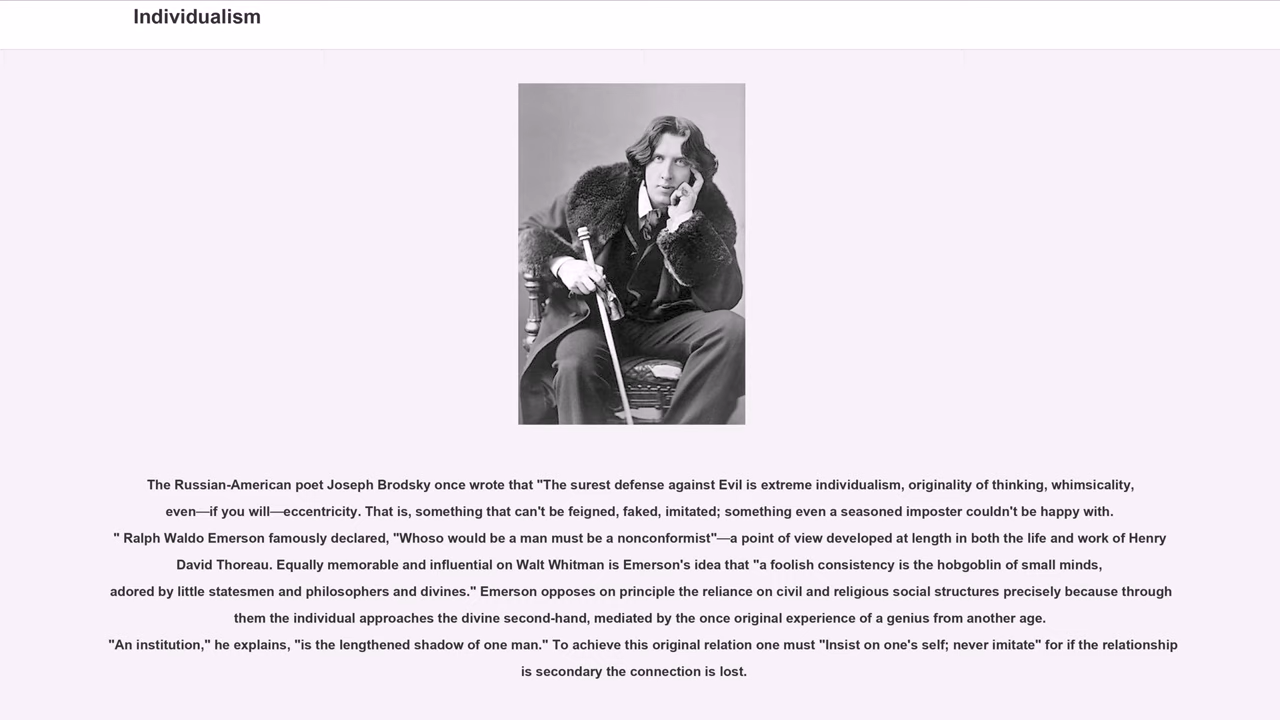 Individualism
The Russian-American poet Joseph Brodsky once wrote that "The surest defense against Evil is extreme individualism, originality of thinking, whimsicality,
even—if you will—eccentricity. That is, something that can't be feigned, faked, imitated; something even a seasoned imposter couldn't be happy with.
" Ralph Waldo Emerson famously declared, "Whoso would be a man must be a nonconformist"—a point of view developed at length in both the life and work of Henry
David Thoreau. Equally memorable and influential on Walt Whitman is Emerson's idea that "a foolish consistency is the hobgoblin of small minds,
adored by little statesmen and philosophers and divines." Emerson opposes on principle the reliance on civil and religious social structures precisely because through
them the individual approaches the divine second-hand, mediated by the once original experience of a genius from another age.
"An institution," he explains, "is the lengthened shadow of one man." To achieve this original relation one must "Insist on one's self; never imitate" for if the relationship
is secondary the connection is lost.